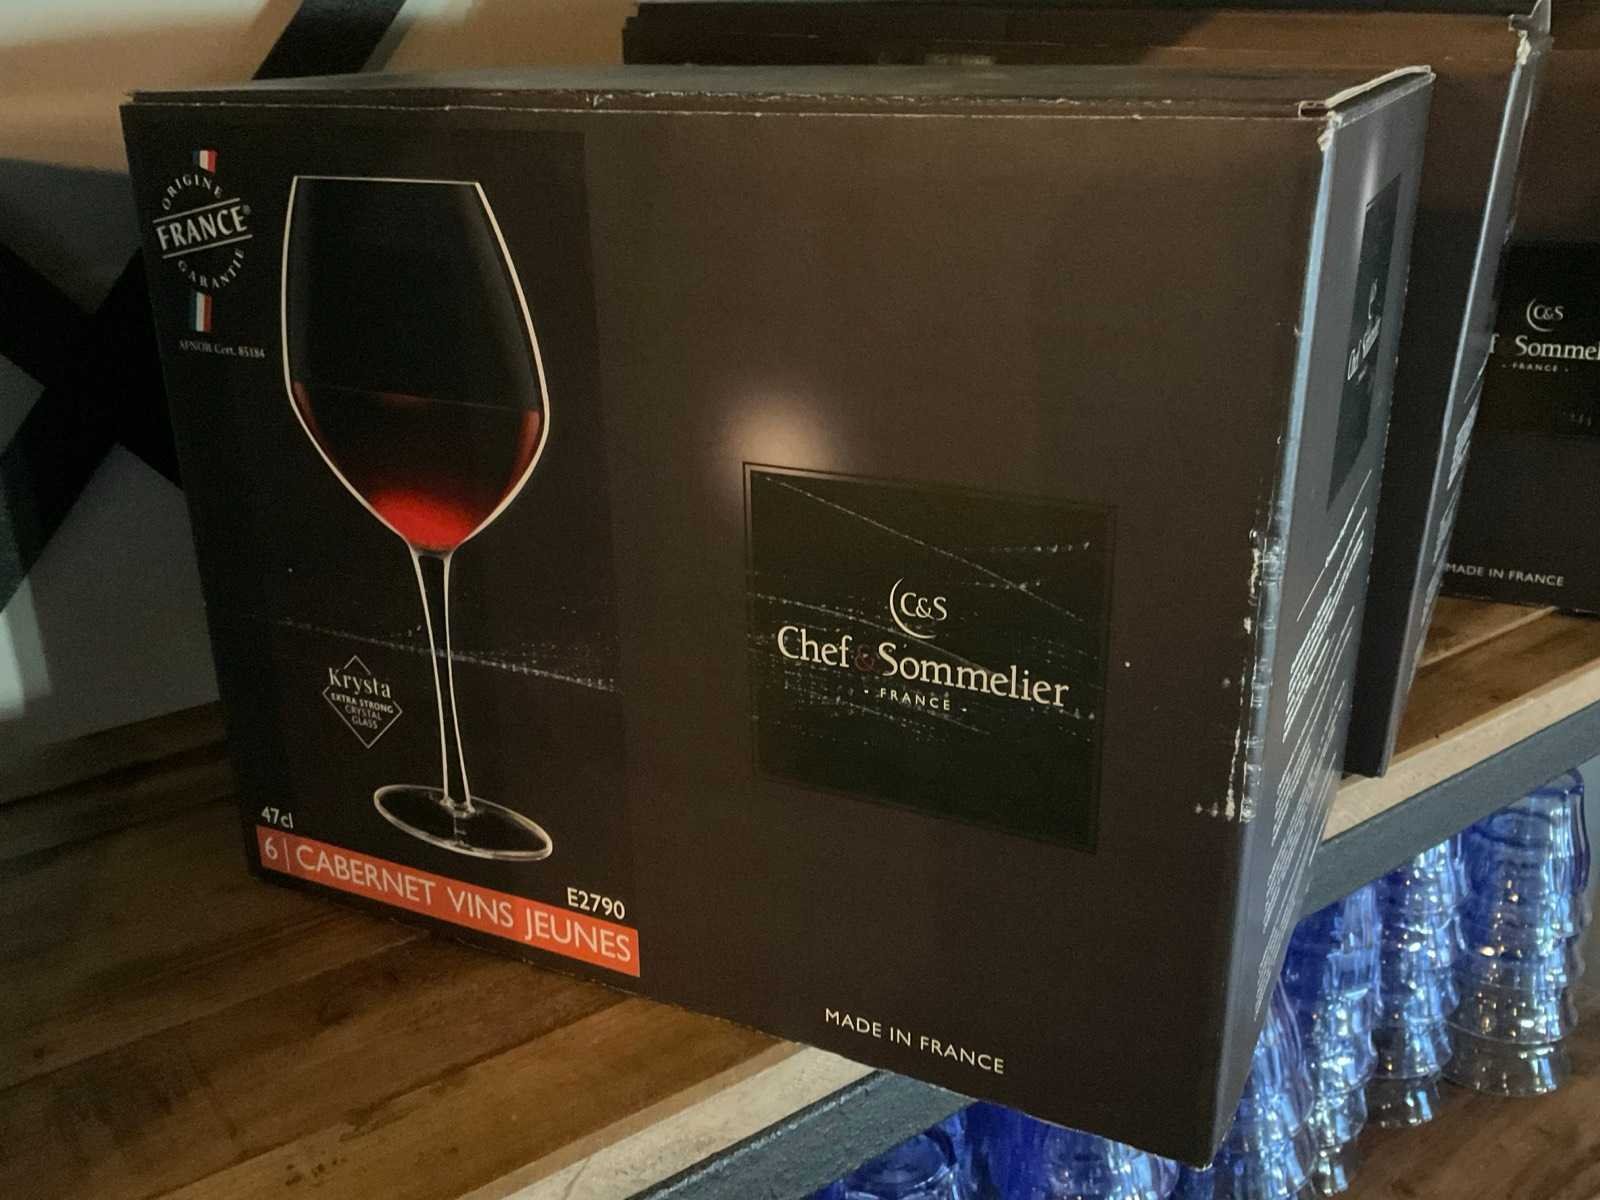 ORIGINE
FRANCE®
GARANTIE
AFNOR Cert. 85184
Krysta
EXTRA STRONG
CRYSTAL
GLASS
47cl
E2790
6 | CABERNET VINS JEUNES
C&S
Chef & Sommelier
- FRANCE -
MADE IN FRANCE
C&S
f Sommel
- FRANCE -
MADE IN FRANCE